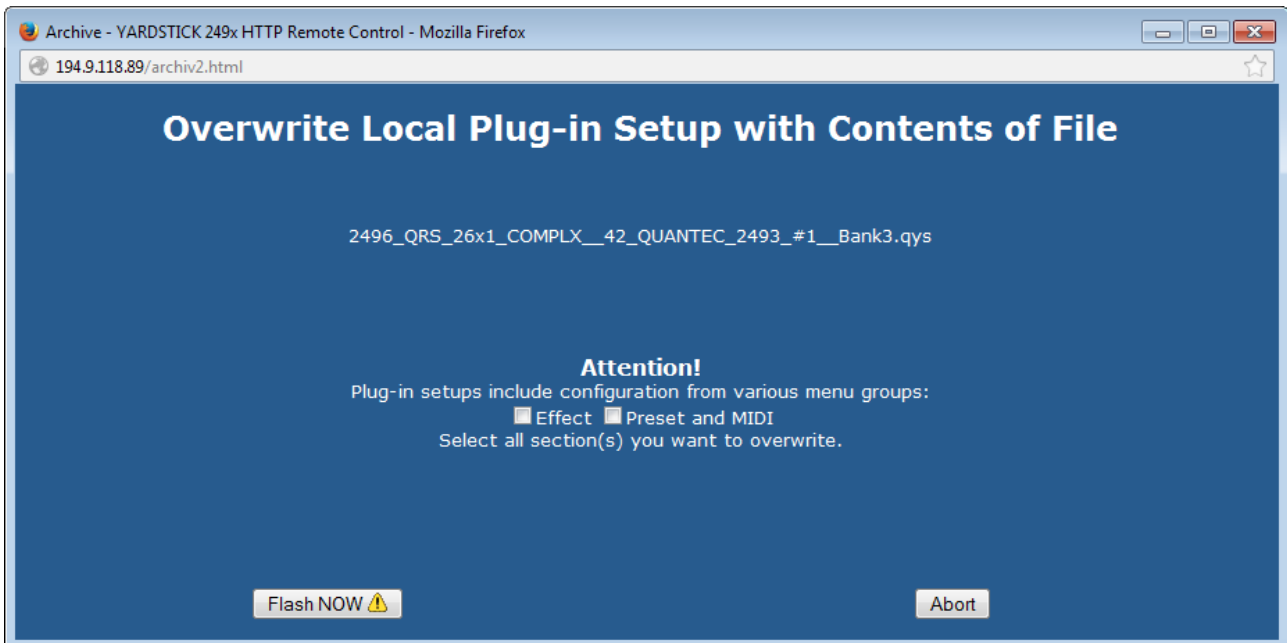 Archive - YARDSTICK 249x HTTP Remote Control - Mozilla Firefox
194.9.118.89/archiv2.html
Overwrite Local Plug-in Setup with Contents of File
2496_QRS_26x1_COMPLX__42_QUANTEC_2493_#1__Bank3.qys
Attention!
Plug-in setups include configuration from various menu groups:
Effect Preset and MIDI
Select all section(s) you want to overwrite.
Flash NOW Abort